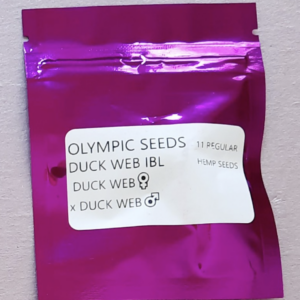 OLYMPIC SEEDS
DUCK WEB IBL
DUCK WEB♀
x DUCK WEB♂
11 REGULAR
HEMP SEEDS